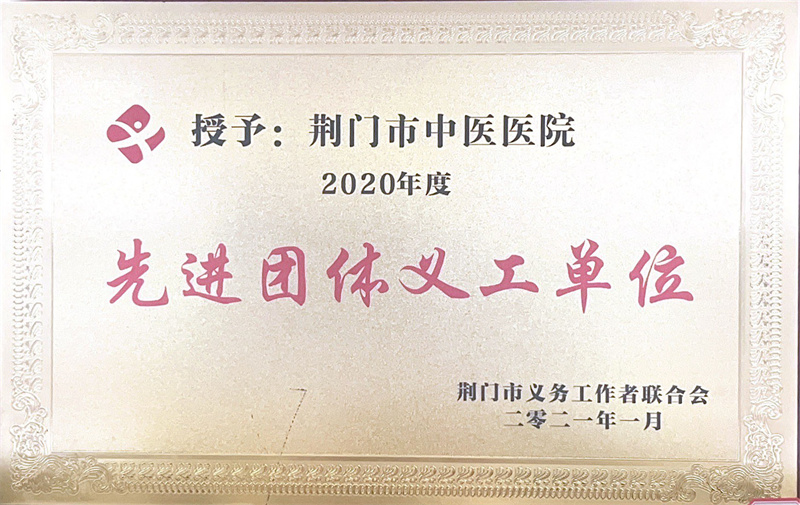 授予：荆门市中医医院
2020年度
先进团体义工单位
荆门市义务工作者联合会
二零二一年一月